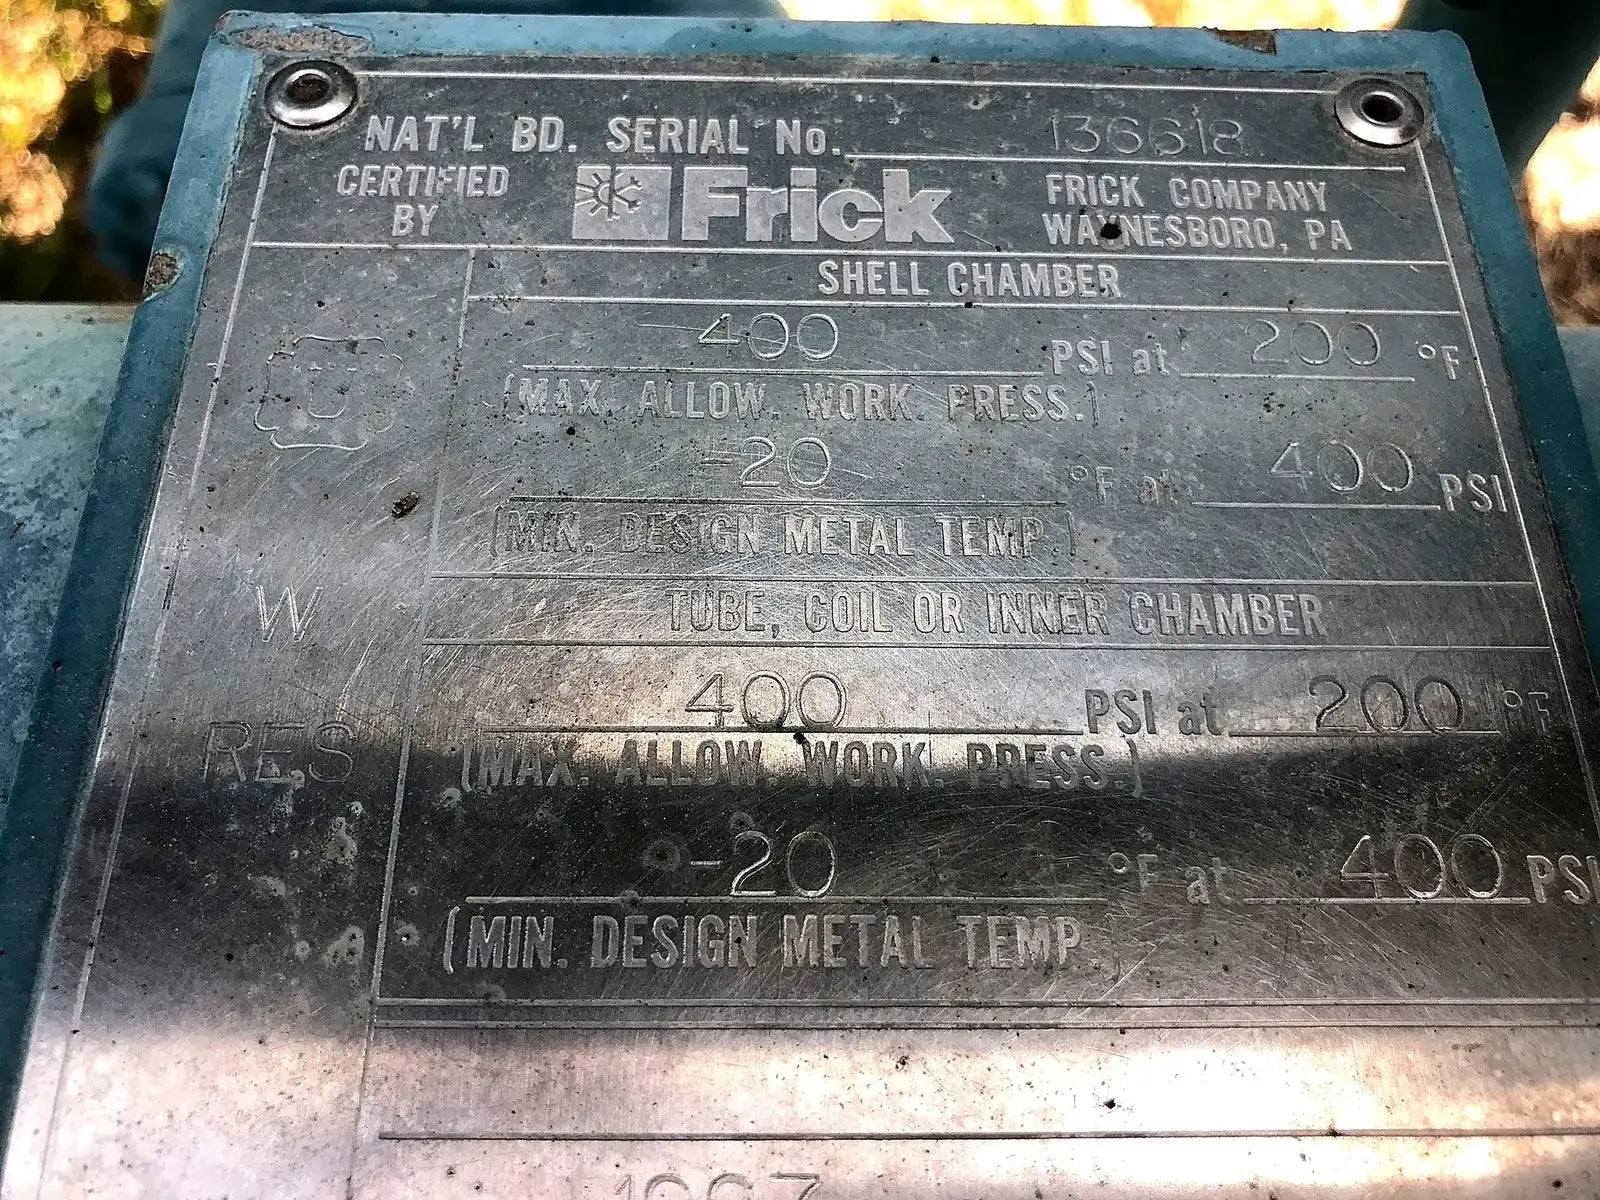 NAT'L BD. SERIAL No. 136618
CERTIFIED BY
Frick
FRICK COMPANY
WAYNESBORO, PA
SHELL CHAMBER
U
400 PSI at 200 °F
(MAX. ALLOW. WORK. PRESS.)
-20 °F at 400 PSI
(MIN. DESIGN METAL TEMP.)
W
TUBE, COIL OR INNER CHAMBER
RES
400 PSI at 200 °F
(MAX. ALLOW. WORK. PRESS.)
-20 °F at 400 PSI
(MIN. DESIGN METAL TEMP.)